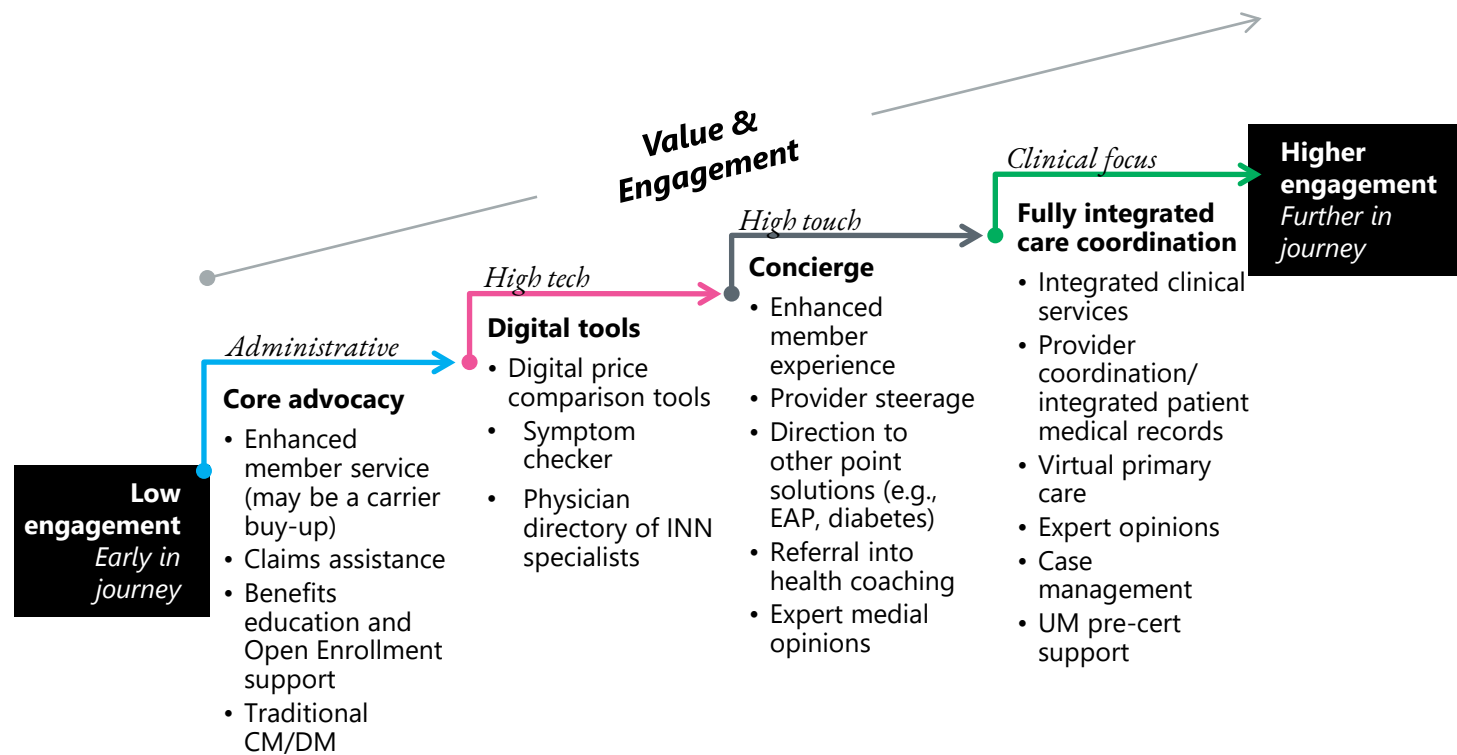 Value &
Engagement
Low
engagement
Early in
journey
Administrative
Core advocacy
• Enhanced
member service
(may be a carrier
buy-up)
• Claims assistance
• Benefits
education and
Open Enrollment
support
• Traditional
CM/DM
High tech
Digital tools
• Digital price
comparison tools
• Symptom
checker
• Physician
directory of INN
specialists
High touch
Concierge
• Enhanced
member
experience
• Provider steerage
• Direction to
other point
solutions (e.g.,
EAP, diabetes)
• Referral into
health coaching
• Expert medial
opinions
Clinical focus
Fully integrated
care coordination
• Integrated clinical
services
• Provider
coordination/
integrated patient
medical records
• Virtual primary
care
• Expert opinions
• Case
management
• UM pre-cert
support
Higher
engagement
Further in
journey